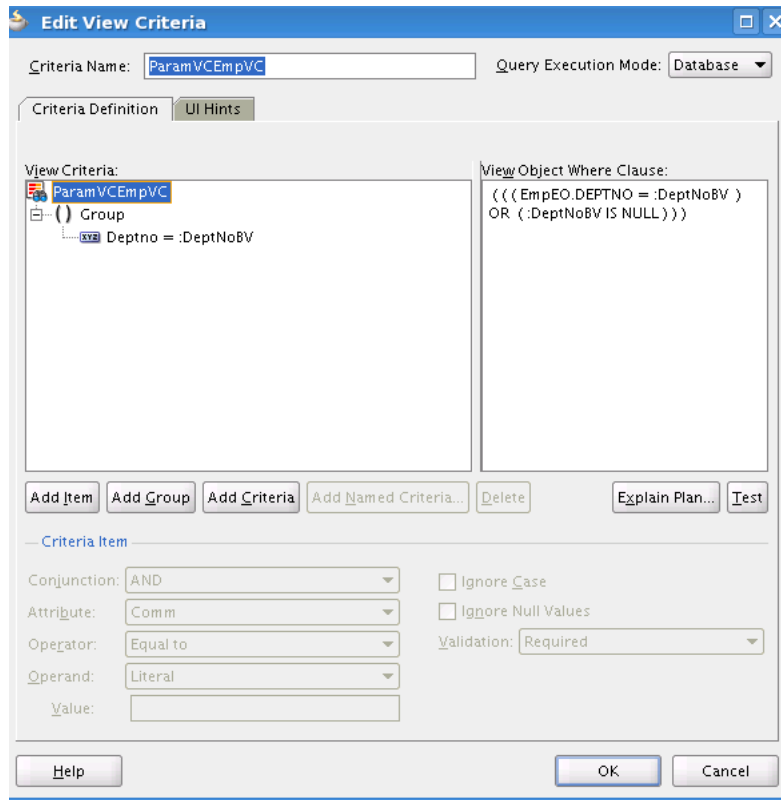 Edit View Criteria
Criteria Name: ParamVCEmpVC Query Execution Mode: Database
Criteria Definition UI Hints
View Criteria: View Object Where Clause:
ParamVCEmpVC
( ) Group
XYZ Deptno = :DeptNoBV
( ( ( EmpEO.DEPTNO = :DeptNoBV )
OR ( :DeptNoBV IS NULL ) ) )
Add Item Add Group Add Criteria Add Named Criteria... Delete Explain Plan... Test
Criteria Item
Conjunction: AND Ignore Case
Attribute: Comm Ignore Null Values
Operator: Equal to Validation: Required
Operand: Literal
Value:
Help OK Cancel